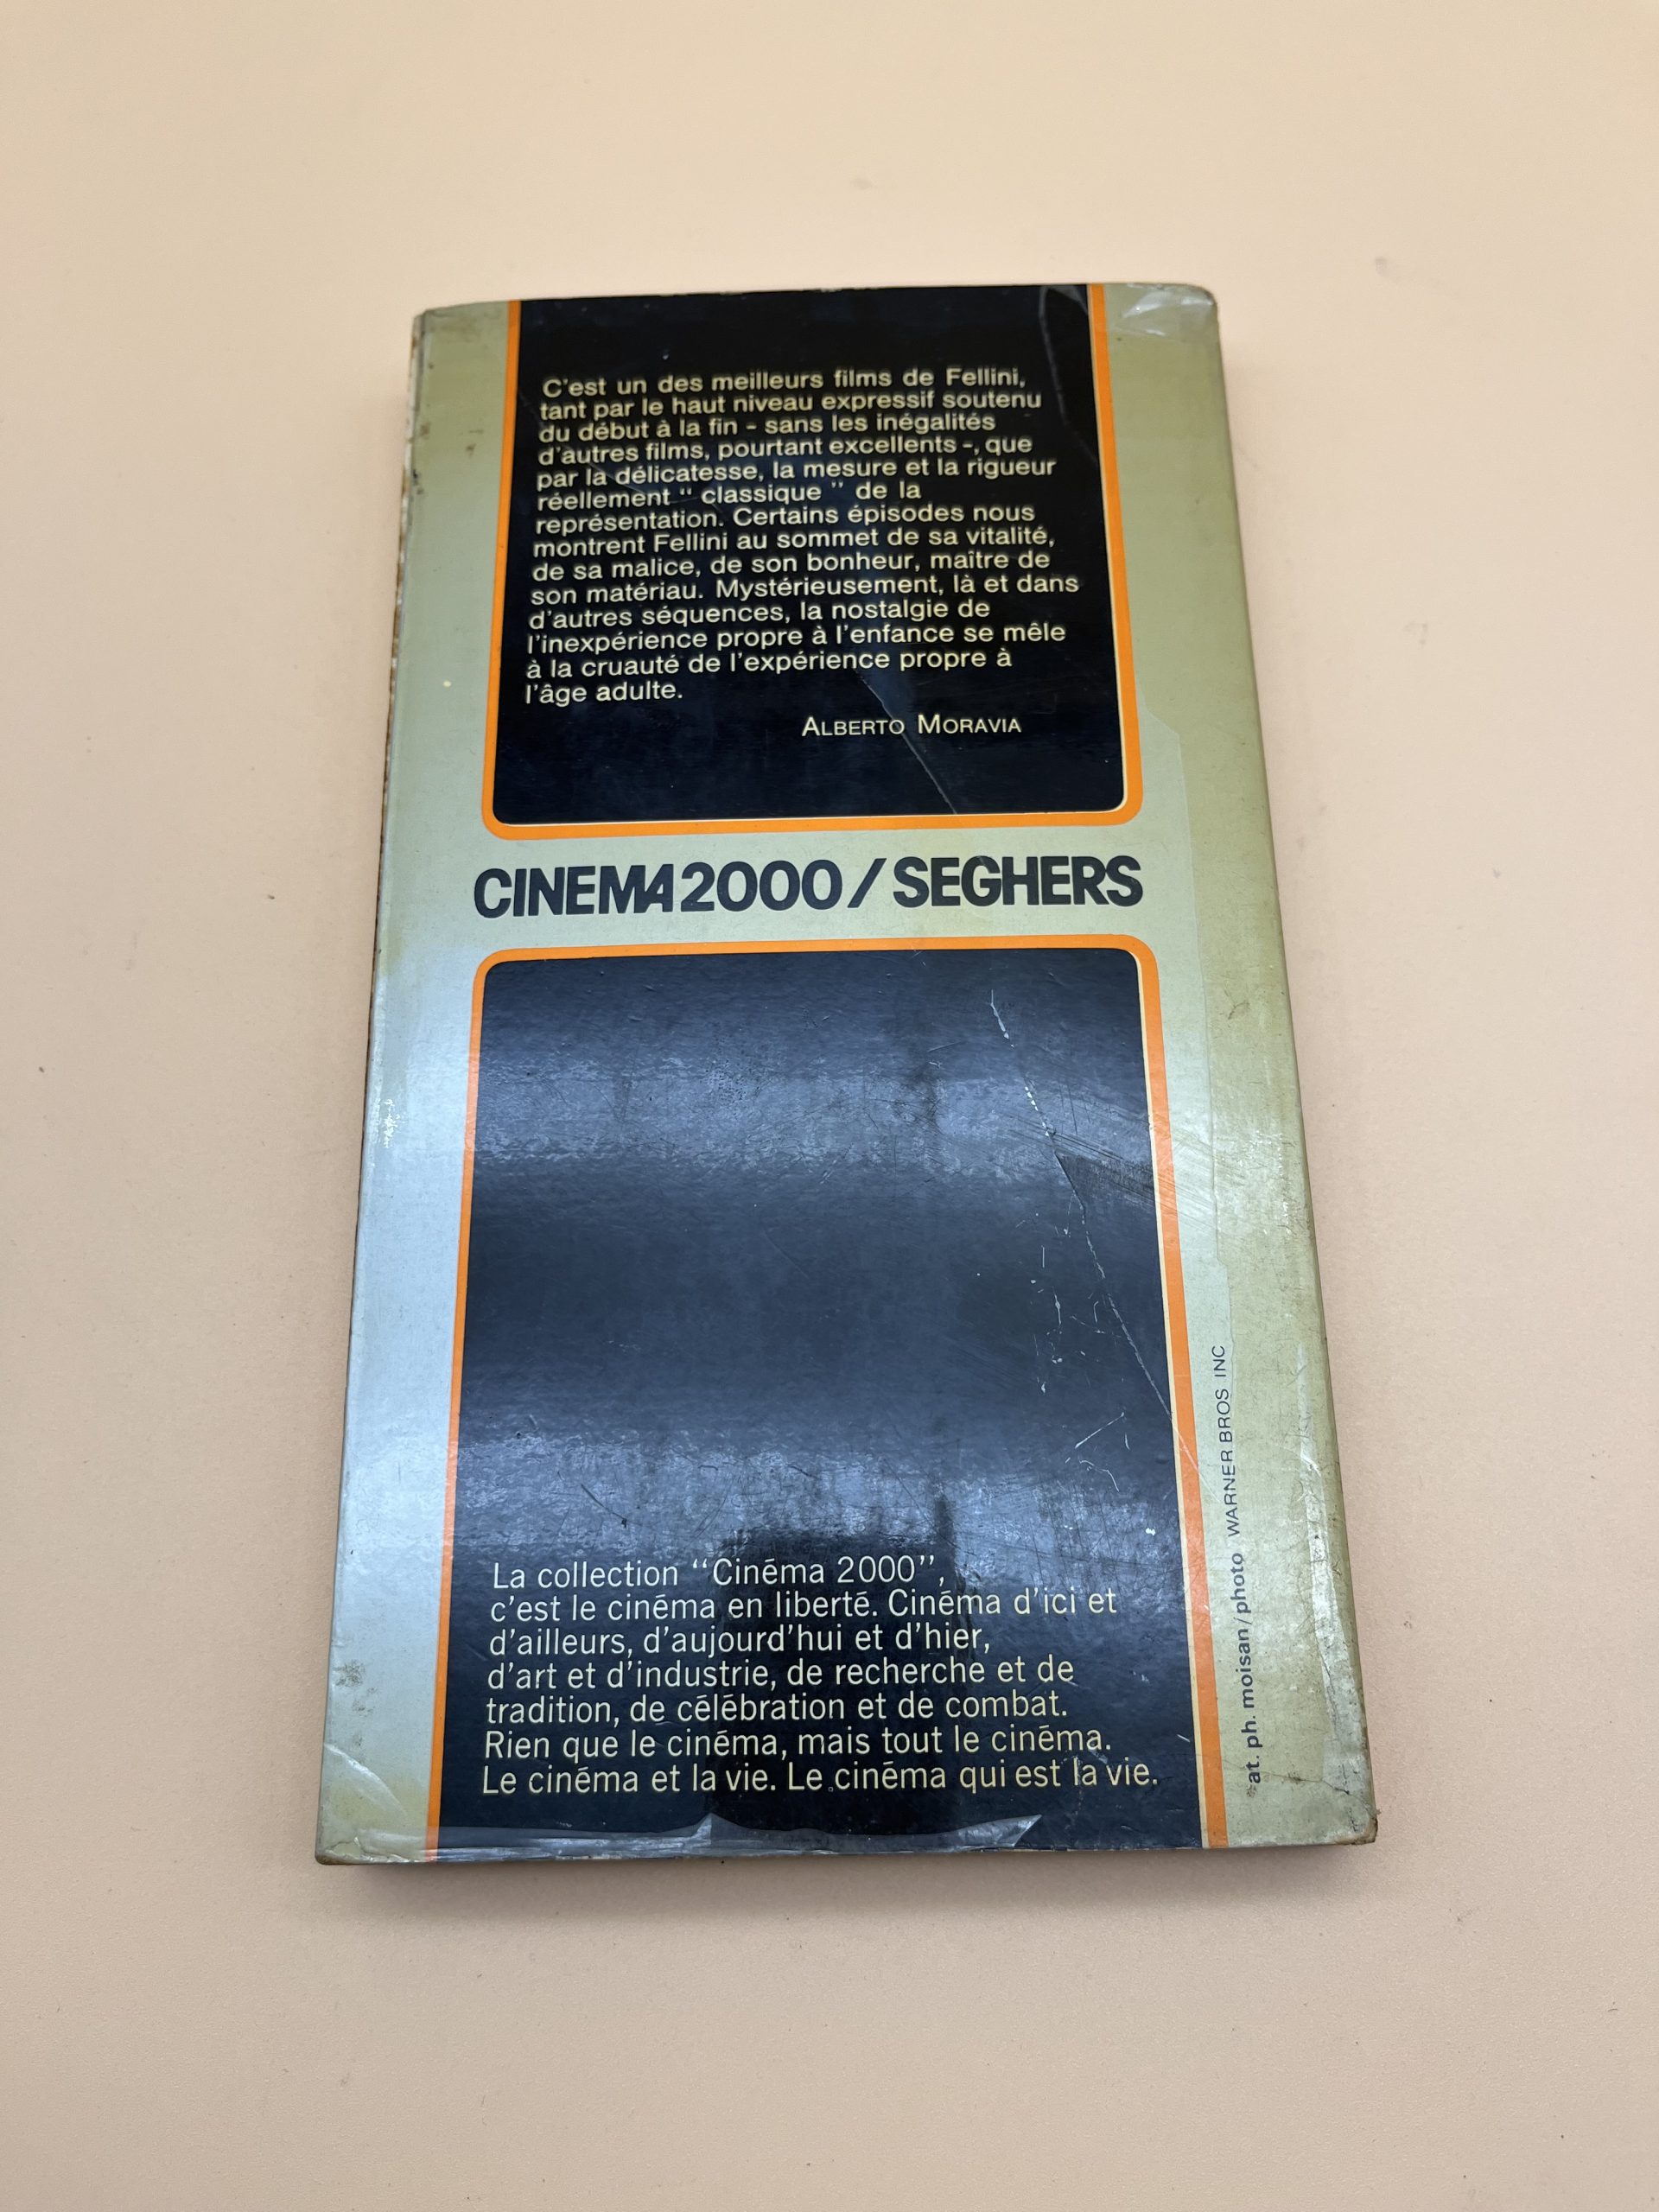 C'est un des meilleurs films de Fellini,
tant par le haut niveau expressif soutenu
du début à la fin - sans les inégalités
d'autres films, pourtant excellents -, que
par la délicatesse, la mesure et la rigueur
réellement " classique " de la
représentation. Certains épisodes nous
montrent Fellini au sommet de sa vitalité,
de sa malice, de son bonheur, maître de
son matériau. Mystérieusement, là et dans
d'autres séquences, la nostalgie de
l'inexpérience propre à l'enfance se mêle
à la cruauté de l'expérience propre à
l'âge adulte.
ALBERTO MORAVIA
CINEMA2000/SEGHERS
La collection "Cinéma 2000",
c'est le cinéma en liberté. Cinéma d'ici et
d'ailleurs, d'aujourd'hui et d'hier,
d'art et d'industrie, de recherche et de
tradition, de célébration et de combat.
Rien que le cinéma, mais tout le cinéma.
Le cinéma et la vie. Le cinéma qui est la vie.
at. ph. moisan/photo WARNER BROS INC